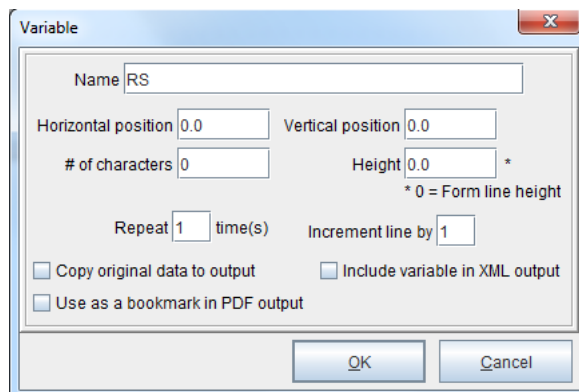 Variable
Name RS
Horizontal position 0.0 Vertical position 0.0
# of characters 0 Height 0.0 *
* 0 = Form line height
Repeat 1 time(s) Increment line by 1
Copy original data to output Include variable in XML output
Use as a bookmark in PDF output
OK Cancel